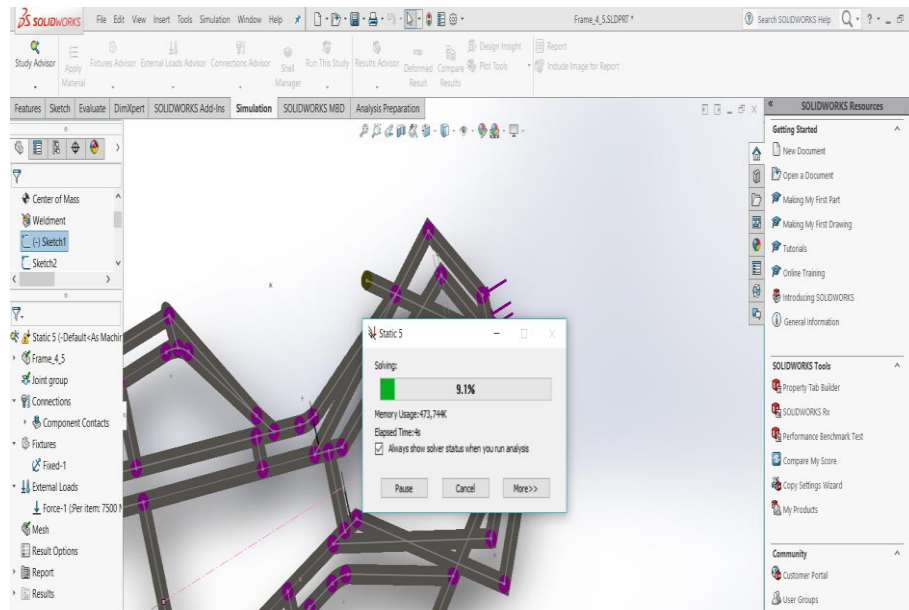 SOLIDWORKS File Edit View Insert Tools Simulation Window Help Frame_4_5.SLDPRT * Search SOLIDWORKS Help
Study Advisor Apply Material Fixtures Advisor External Loads Advisor Connections Advisor Shell Manager Run This Study Results Advisor Deformed Result Compare Results Design Insight Plot Tools Report Include Image for Report
Features Sketch Evaluate DimXpert SOLIDWORKS Add-Ins Simulation SOLIDWORKS MBD Analysis Preparation
Center of Mass
Weldment
(-) Sketch1
Sketch2
Static 5 (-Default<As Machin
Frame_4_5
Joint group
Connections
Component Contacts
Fixtures
Fixed-1
External Loads
Force-1 (:Per item: 7500 N
Mesh
Result Options
Report
Results
Static 5
Solving:
9.1%
Memory Usage:473,744K
Elapsed Time:4s
Always show solver status when you run analysis
Pause Cancel More>>
SOLIDWORKS Resources
Getting Started
New Document
Open a Document
Making My First Part
Making My First Drawing
Tutorials
Online Training
Introducing SOLIDWORKS
General Information
SOLIDWORKS Tools
Property Tab Builder
SOLIDWORKS Rx
Performance Benchmark Test
Compare My Score
Copy Settings Wizard
My Products
Community
Customer Portal
User Groups